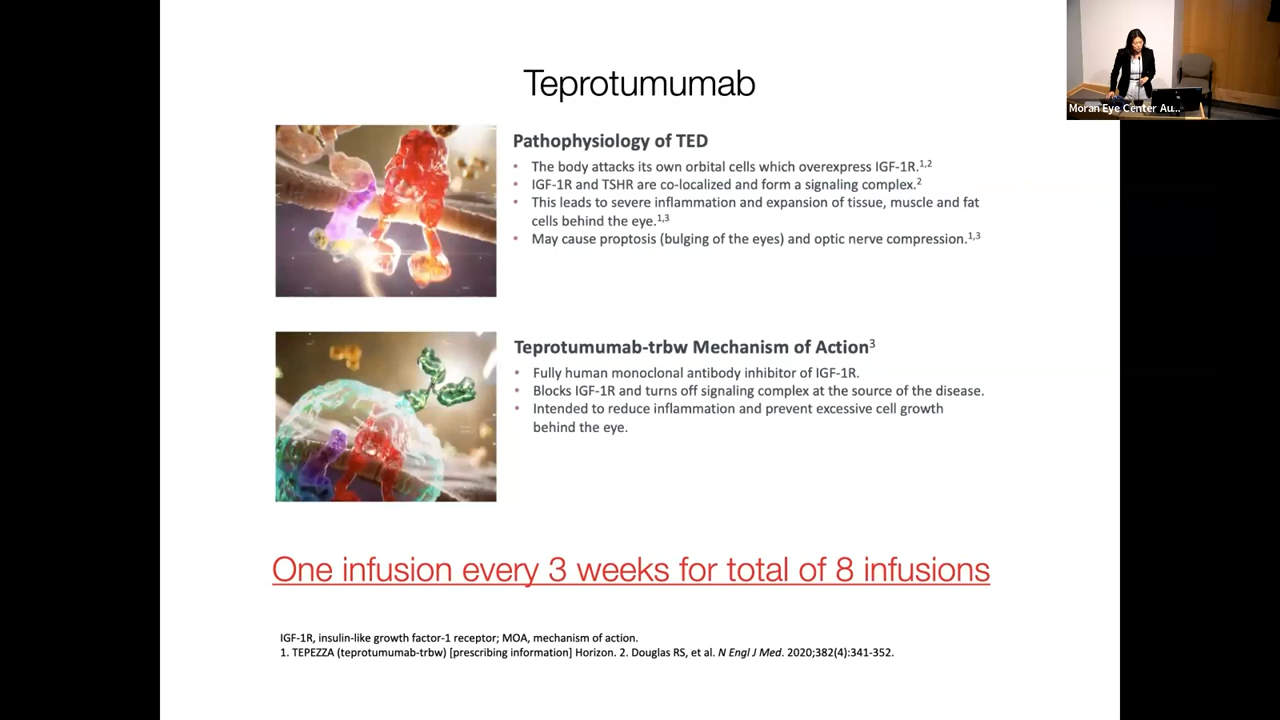 Teprotumumab
Moran Eye Center Au...
Pathophysiology of TED
• The body attacks its own orbital cells which overexpress IGF-1R.1,2
• IGF-1R and TSHR are co-localized and form a signaling complex.2
• This leads to severe inflammation and expansion of tissue, muscle and fat
cells behind the eye.1,3
• May cause proptosis (bulging of the eyes) and optic nerve compression.1,3
Teprotumumab-trbw Mechanism of Action3
• Fully human monoclonal antibody inhibitor of IGF-1R.
• Blocks IGF-1R and turns off signaling complex at the source of the disease.
• Intended to reduce inflammation and prevent excessive cell growth
behind the eye.
One infusion every 3 weeks for total of 8 infusions
IGF-1R, insulin-like growth factor-1 receptor; MOA, mechanism of action.
1. TEPEZZA (teprotumumab-trbw) [prescribing information] Horizon. 2. Douglas RS, et al. N Engl J Med. 2020;382(4):341-352.